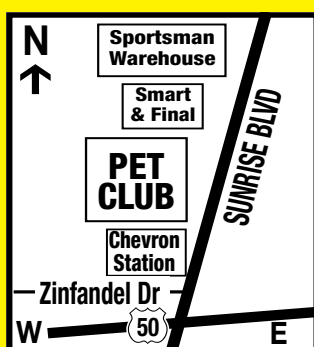 N
Sportsman
Warehouse
Smart
& Final
SUNRISE BLVD
PET
CLUB
Chevron
Station
Zinfandel Dr
W
50
E